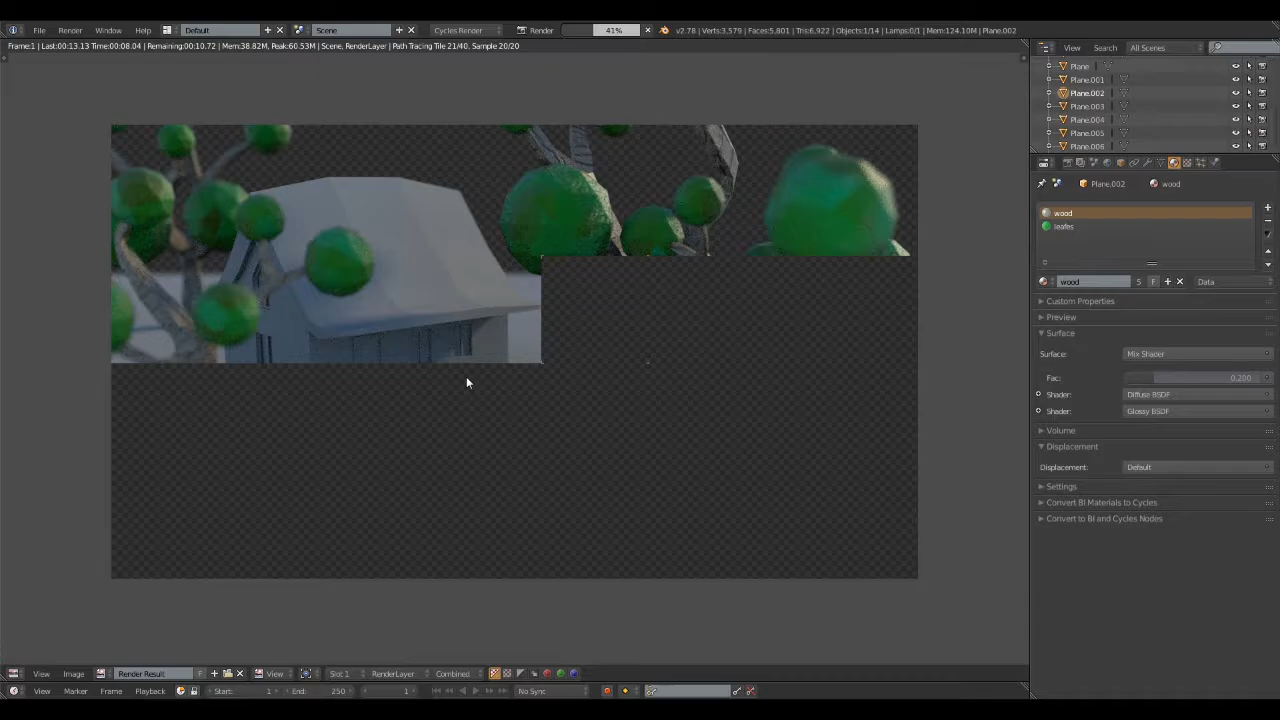 File Render Window Help Default Scene Cycles Render Render 41% v2.78 | Verts:3,579 | Faces:5,801 | Tris:6,922 | Objects:1/14 | Lamps:0/1 | Mem:124.10M | Plane.002
Frame:1 | Last:00:13.13 Time:00:08.04 | Remaining:00:10.72 | Mem:38.82M, Peak:60.53M | Scene, RenderLayer | Path Tracing Tile 21/40, Sample 20/20
View Search All Scenes
Plane
Plane.001
Plane.002
Plane.003
Plane.004
Plane.005
Plane.006
Plane.002 wood
wood
leafes
wood 5 F Data
Custom Properties
Preview
Surface
Surface: Mix Shader
Fac: 0.200
Shader: Diffuse BSDF
Shader: Glossy BSDF
Volume
Displacement
Displacement: Default
Settings
Convert BI Materials to Cycles
Convert to BI and Cycles Nodes
View Image Render Result F View Slot 1 RenderLayer Combined
View Marker Frame Playback Start: 1 End: 250 1 No Sync